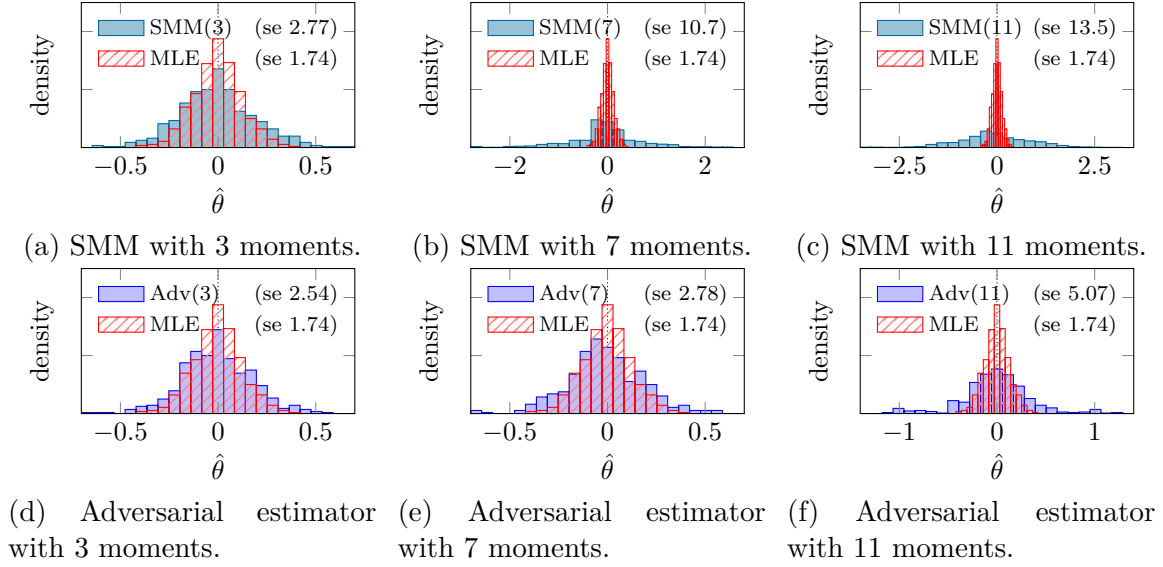 density
SMM(3) (se 2.77)
MLE (se 1.74)
−0.5 0 0.5
θ̂
(a) SMM with 3 moments.
density
SMM(7) (se 10.7)
MLE (se 1.74)
−2 0 2
θ̂
(b) SMM with 7 moments.
density
SMM(11) (se 13.5)
MLE (se 1.74)
−2.5 0 2.5
θ̂
(c) SMM with 11 moments.
density
Adv(3) (se 2.54)
MLE (se 1.74)
−0.5 0 0.5
θ̂
(d) Adversarial estimator
with 3 moments.
density
Adv(7) (se 2.78)
MLE (se 1.74)
−0.5 0 0.5
θ̂
(e) Adversarial estimator
with 7 moments.
density
Adv(11) (se 5.07)
MLE (se 1.74)
−1 0 1
θ̂
(f) Adversarial estimator
with 11 moments.